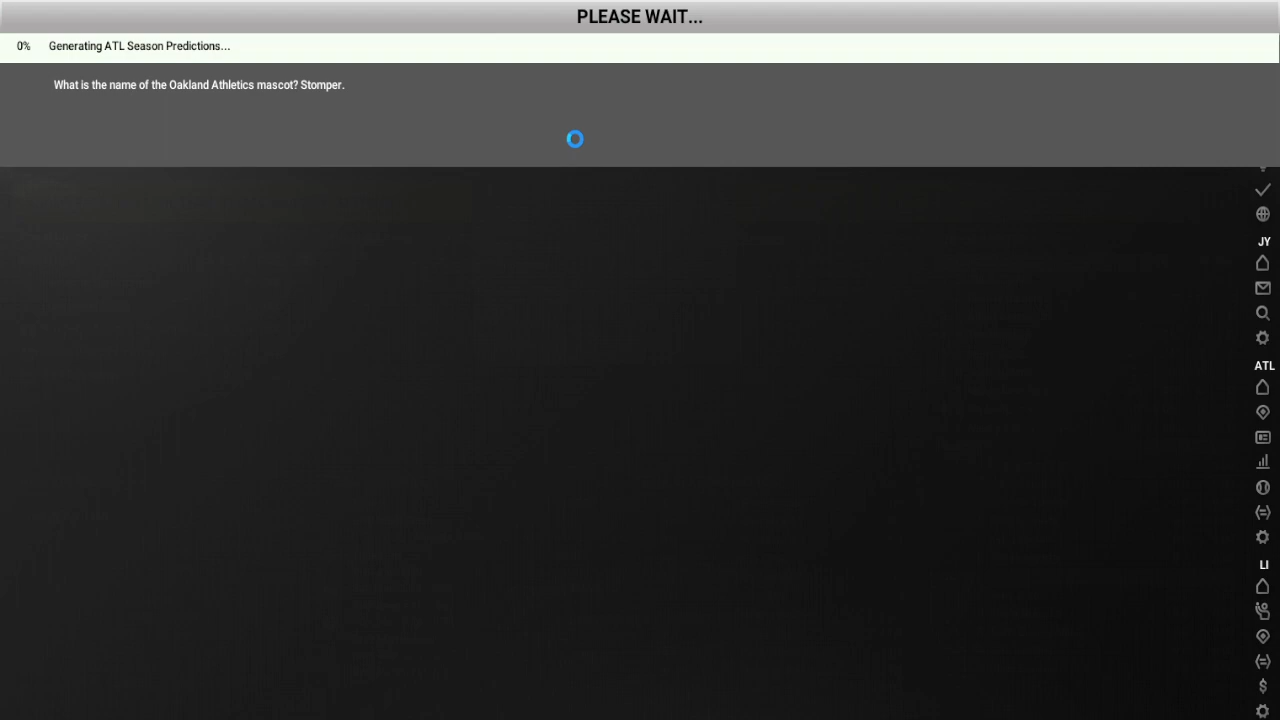 PLEASE WAIT...
0% Generating ATL Season Predictions...
What is the name of the Oakland Athletics mascot? Stomper.
JY
ATL
LI